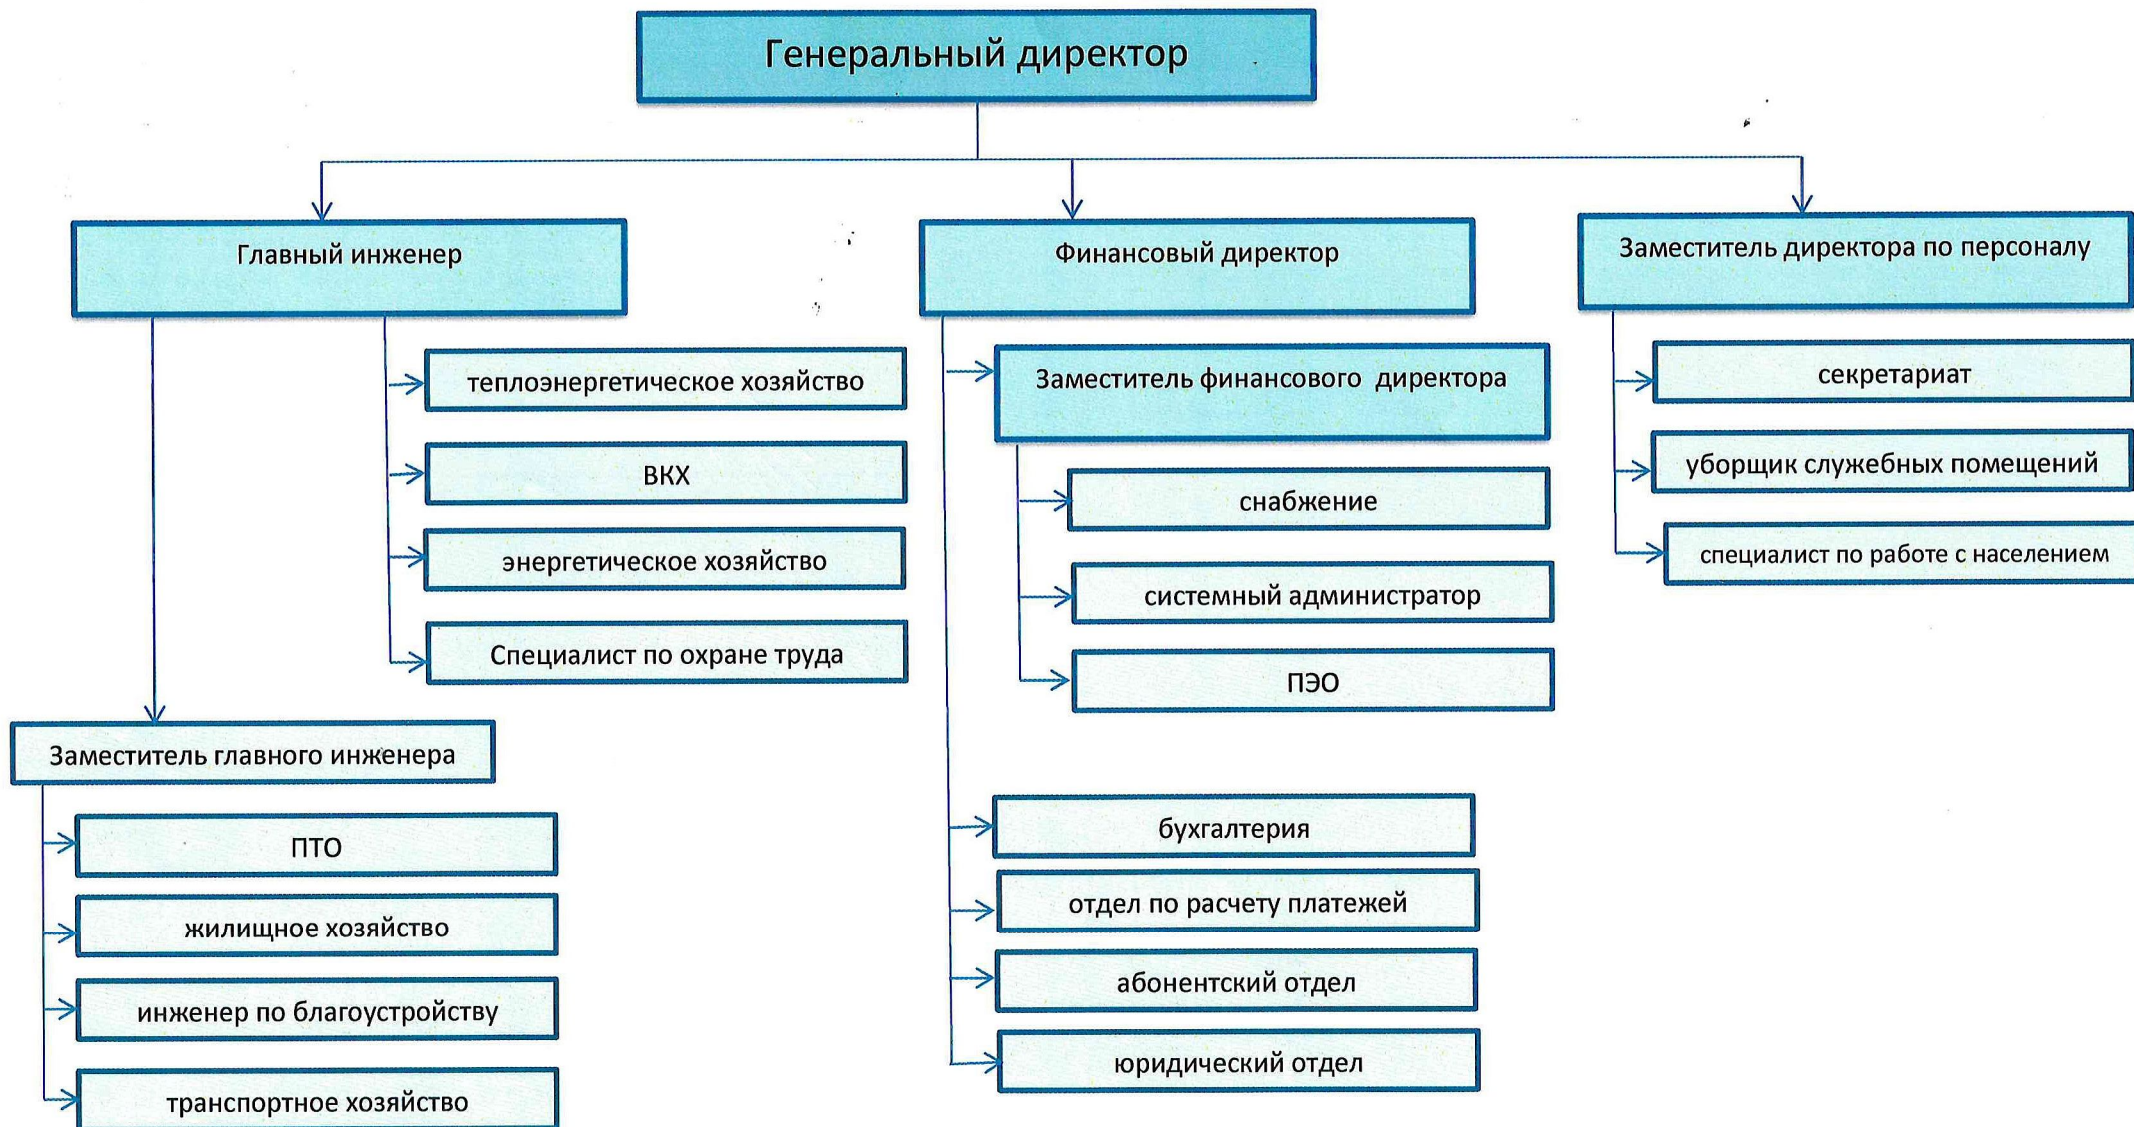 Генеральный директор
Главный инженер
Финансовый директор
Заместитель директора по персоналу
теплоэнергетическое хозяйство
ВКХ
энергетическое хозяйство
Специалист по охране труда
Заместитель главного инженера
ПТО
жилищное хозяйство
инженер по благоустройству
транспортное хозяйство
Заместитель финансового директора
снабжение
системный администратор
ПЭО
бухгалтерия
отдел по расчету платежей
абонентский отдел
юридический отдел
секретариат
уборщик служебных помещений
специалист по работе с населением